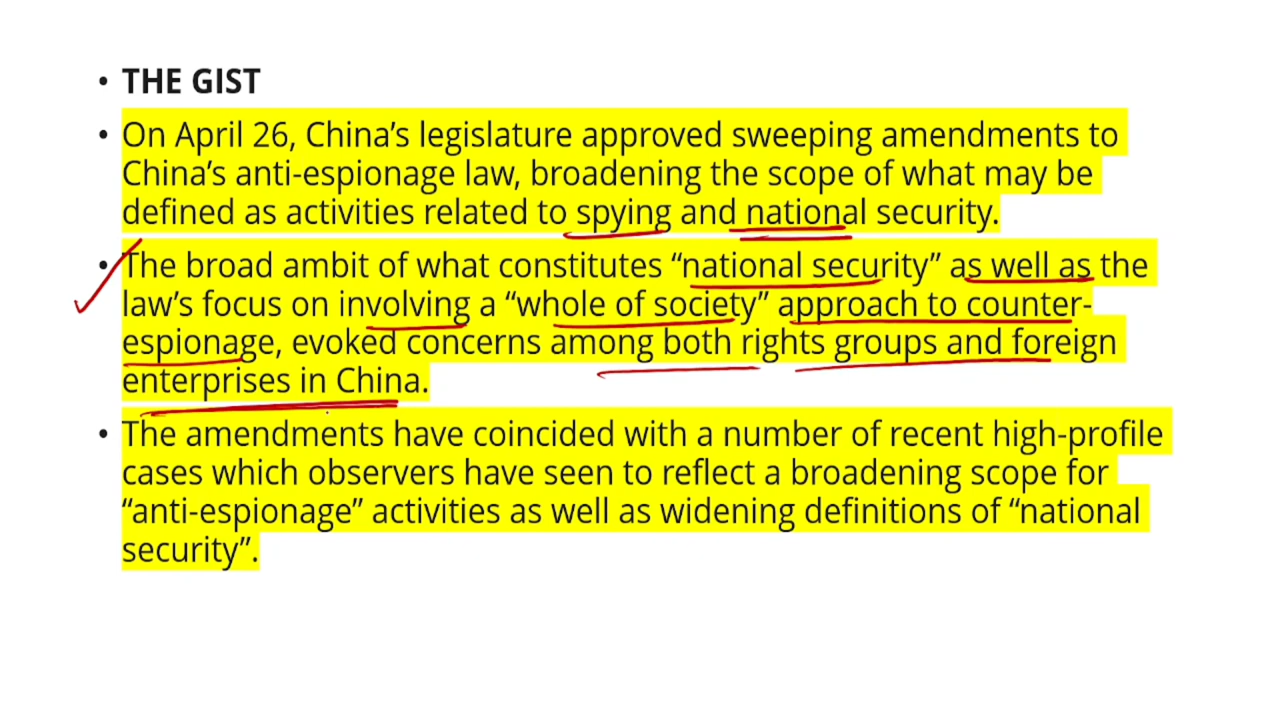 • THE GIST
• On April 26, China’s legislature approved sweeping amendments to
China’s anti-espionage law, broadening the scope of what may be
defined as activities related to spying and national security.
• The broad ambit of what constitutes “national security” as well as the
law’s focus on involving a “whole of society” approach to counter-
espionage, evoked concerns among both rights groups and foreign
enterprises in China.
• The amendments have coincided with a number of recent high-profile
cases which observers have seen to reflect a broadening scope for
“anti-espionage” activities as well as widening definitions of “national
security”.